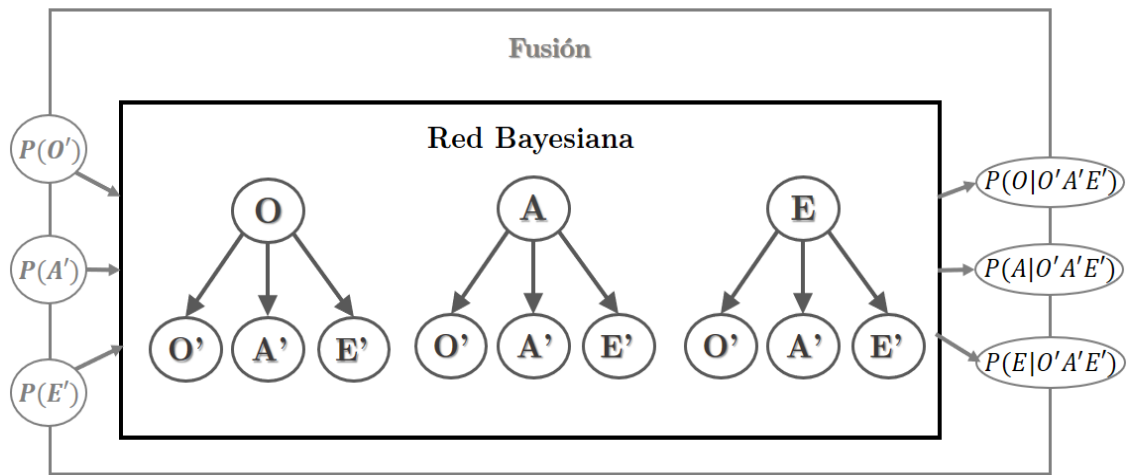 Fusión
Red Bayesiana
P(O′)
P(A′)
P(E′)
O
A
E
O’ A’ E’ O’ A’ E’ O’ A’ E’
P(O|O′A′E′)
P(A|O′A′E′)
P(E|O′A′E′)